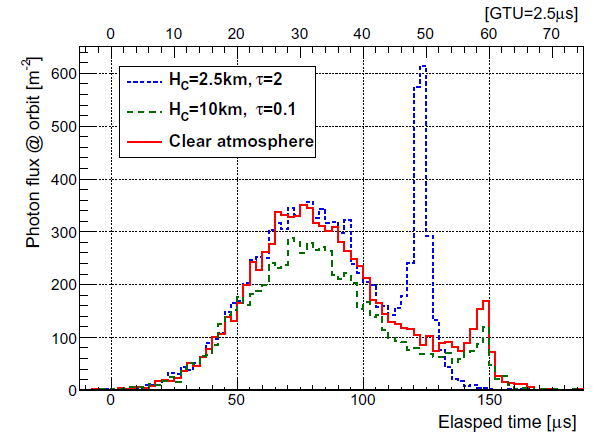 [GTU=2.5μs]
0 10 20 30 40 50 60 70
Photon flux @ orbit [m⁻²]
600
500
400
300
200
100
0
H_C=2.5km, τ=2
H_C=10km, τ=0.1
Clear atmosphere
0 50 100 150
Elasped time [μs]